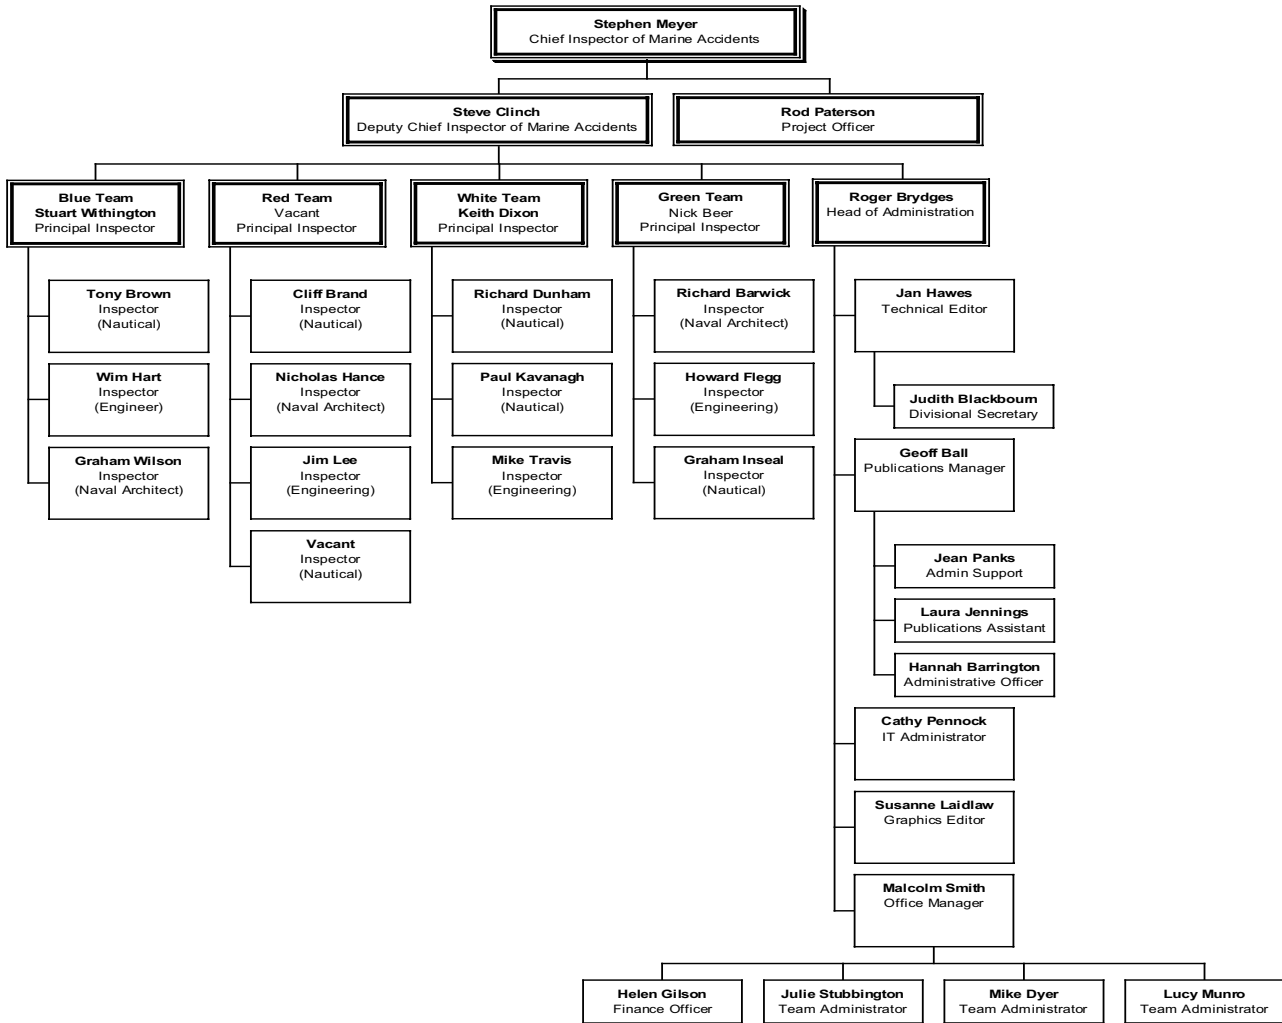 Stephen Meyer
Chief Inspector of Marine Accidents
Steve Clinch
Deputy Chief Inspector of Marine Accidents
Rod Paterson
Project Officer
Blue Team
Stuart Withington
Principal Inspector
Red Team
Vacant
Principal Inspector
White Team
Keith Dixon
Principal Inspector
Green Team
Nick Beer
Principal Inspector
Roger Brydges
Head of Administration
Tony Brown
Inspector
(Nautical)
Wim Hart
Inspector
(Engineer)
Graham Wilson
Inspector
(Naval Architect)
Cliff Brand
Inspector
(Nautical)
Nicholas Hance
Inspector
(Naval Architect)
Jim Lee
Inspector
(Engineering)
Vacant
Inspector
(Nautical)
Richard Dunham
Inspector
(Nautical)
Paul Kavanagh
Inspector
(Nautical)
Mike Travis
Inspector
(Engineering)
Richard Barwick
Inspector
(Naval Architect)
Howard Flegg
Inspector
(Engineering)
Graham Inseal
Inspector
(Nautical)
Jan Hawes
Technical Editor
Judith Blackbourn
Divisional Secretary
Geoff Ball
Publications Manager
Jean Panks
Admin Support
Laura Jennings
Publications Assistant
Hannah Barrington
Administrative Officer
Cathy Pennock
IT Administrator
Susanne Laidlaw
Graphics Editor
Malcolm Smith
Office Manager
Helen Gilson
Finance Officer
Julie Stubbington
Team Administrator
Mike Dyer
Team Administrator
Lucy Munro
Team Administrator